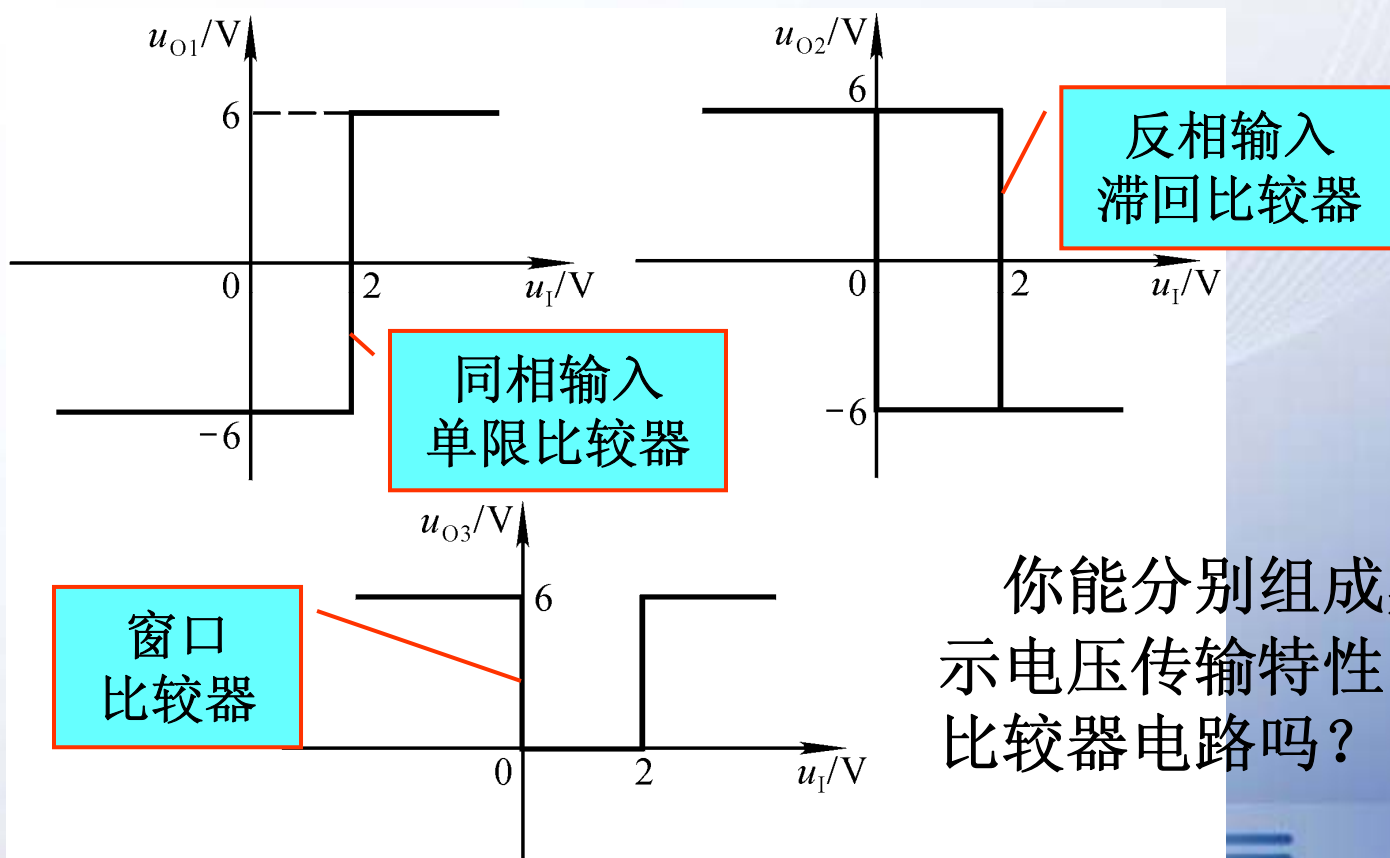 u_O1/V
6
0
2
u_I/V
-6
同相输入
单限比较器
u_O2/V
6
0
2
u_I/V
-6
反相输入
滞回比较器
u_O3/V
6
0
2
u_I/V
窗口
比较器
你能分别组成
示电压传输特性
比较器电路吗？